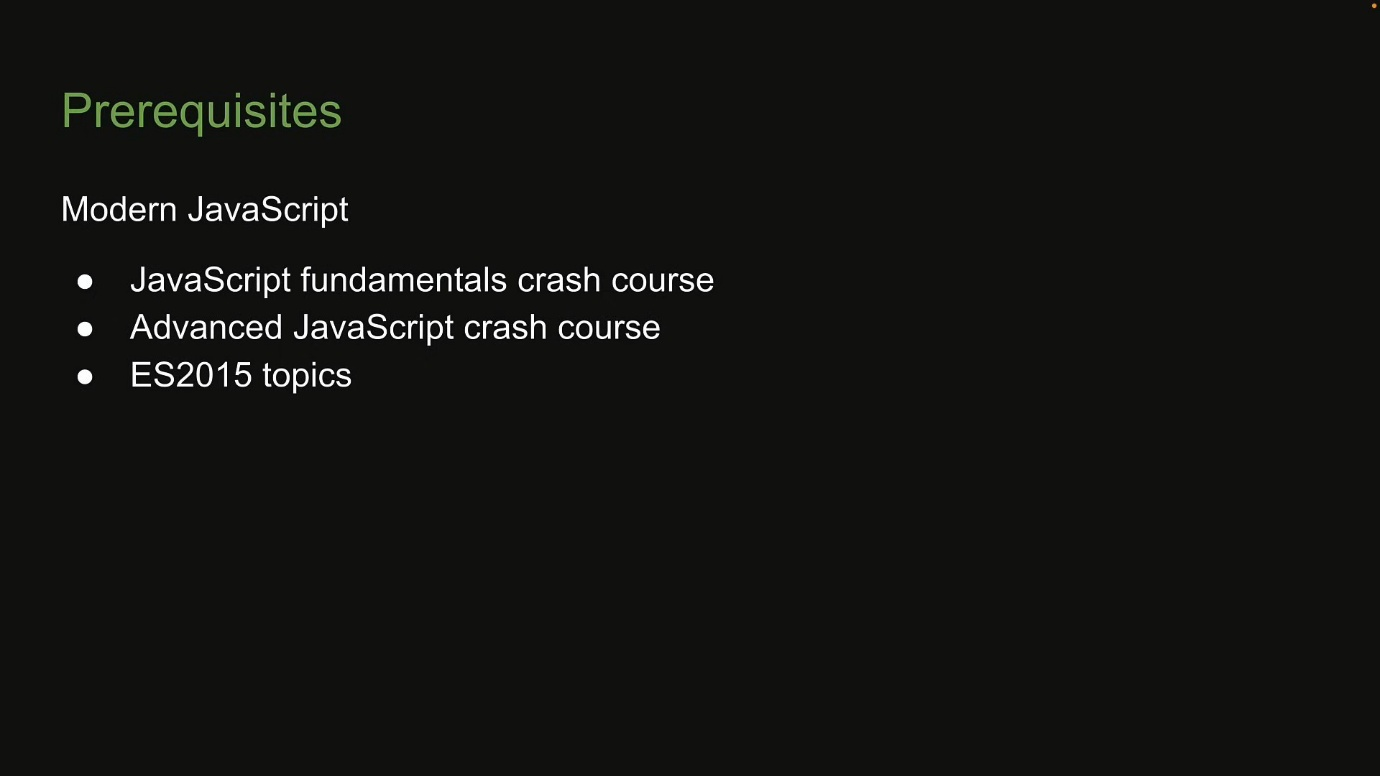 Prerequisites
Modern JavaScript
● JavaScript fundamentals crash course
● Advanced JavaScript crash course
● ES2015 topics